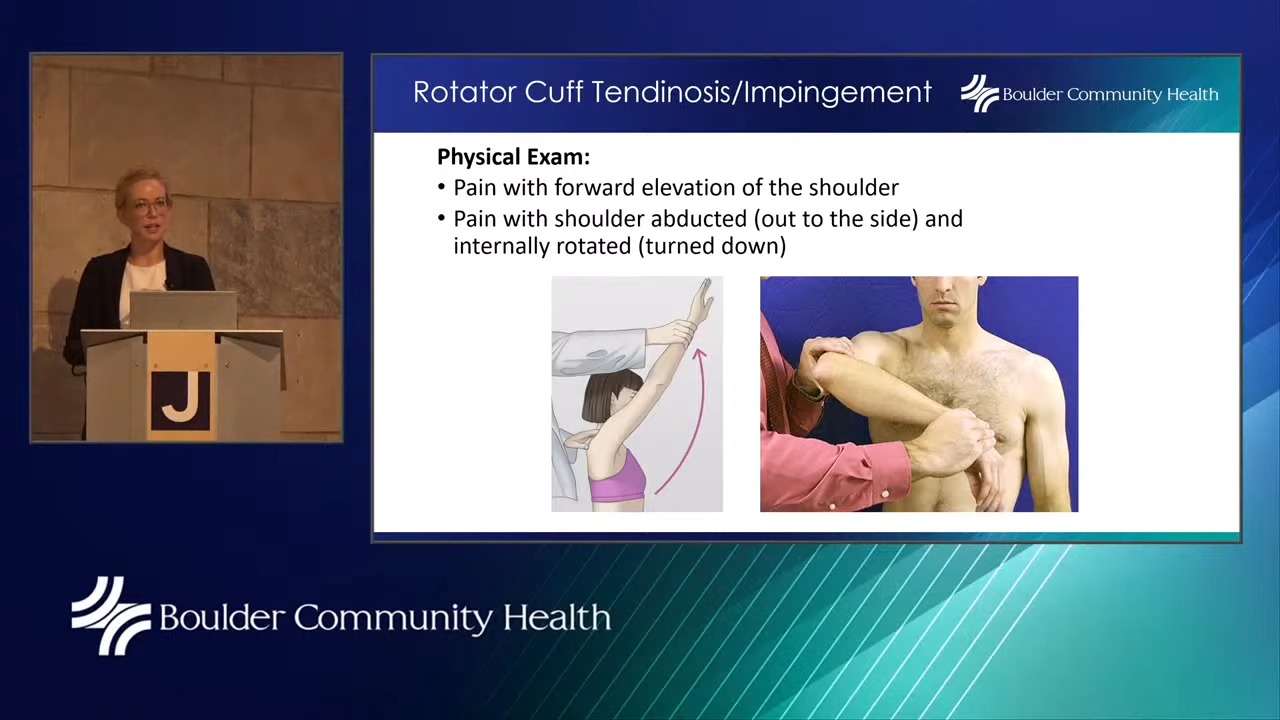 Rotator Cuff Tendinosis/Impingement
Boulder Community Health
Physical Exam:
• Pain with forward elevation of the shoulder
• Pain with shoulder abducted (out to the side) and
internally rotated (turned down)
J
Boulder Community Health